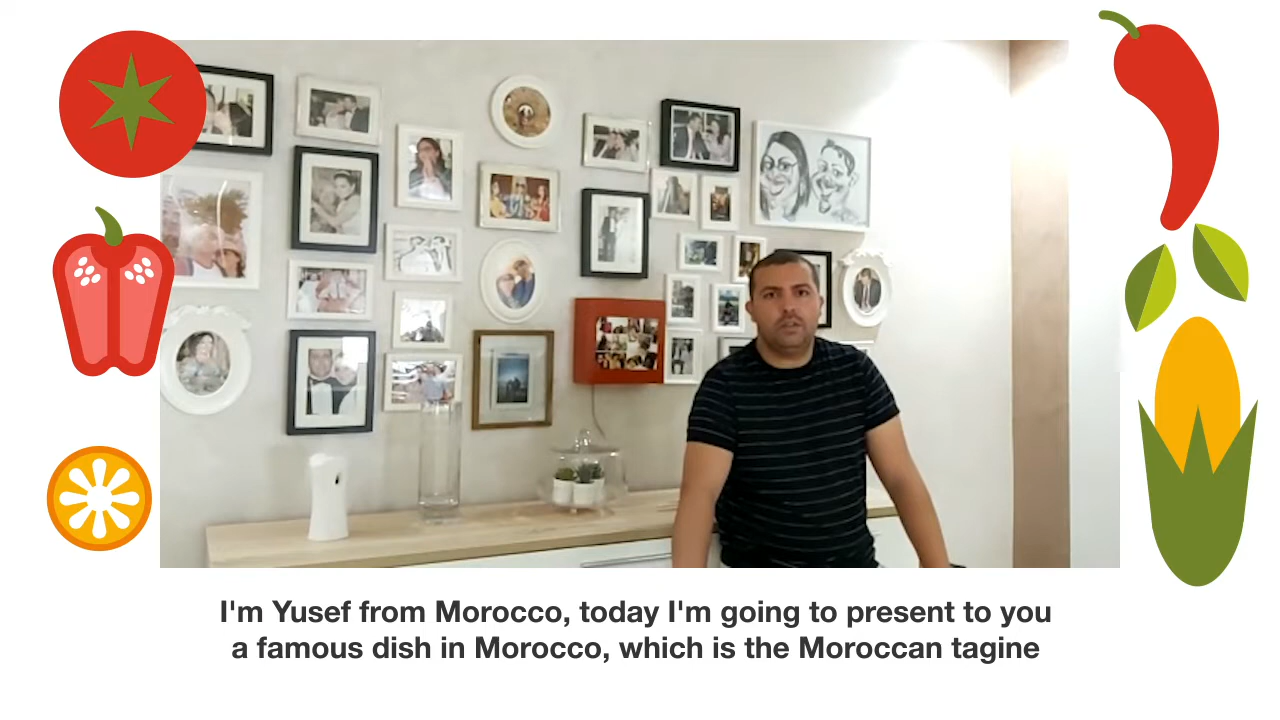 I'm Yusef from Morocco, today I'm going to present to you
a famous dish in Morocco, which is the Moroccan tagine